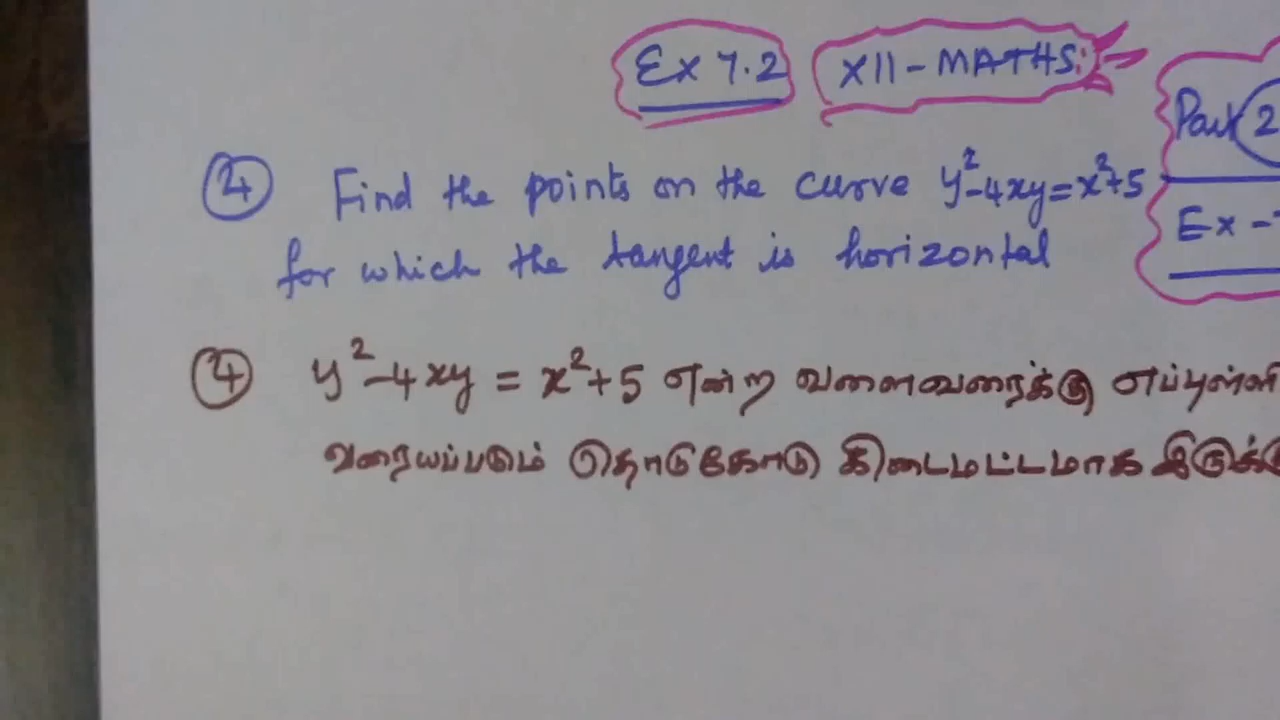 Ex 7.2 XII - MATHS:
Part 2
Ex -
④ Find the points on the curve y²-4xy=x²+5
for which the tangent is horizontal
④ y²-4xy = x²+5 என்ற வளைவரைக்கு எப்புள்ளி
வரையப்படும் தொடுகோடு கிடைமட்டமாக இருக்கு